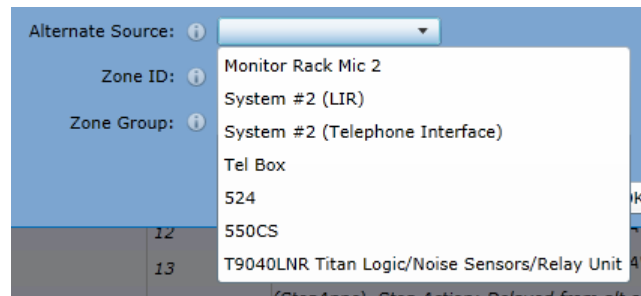 Alternate Source:
Monitor Rack Mic 2
Zone ID:
System #2 (LIR)
Zone Group:
System #2 (Telephone Interface)
Tel Box
524
550CS
12
T9040LNR Titan Logic/Noise Sensors/Relay Unit
13